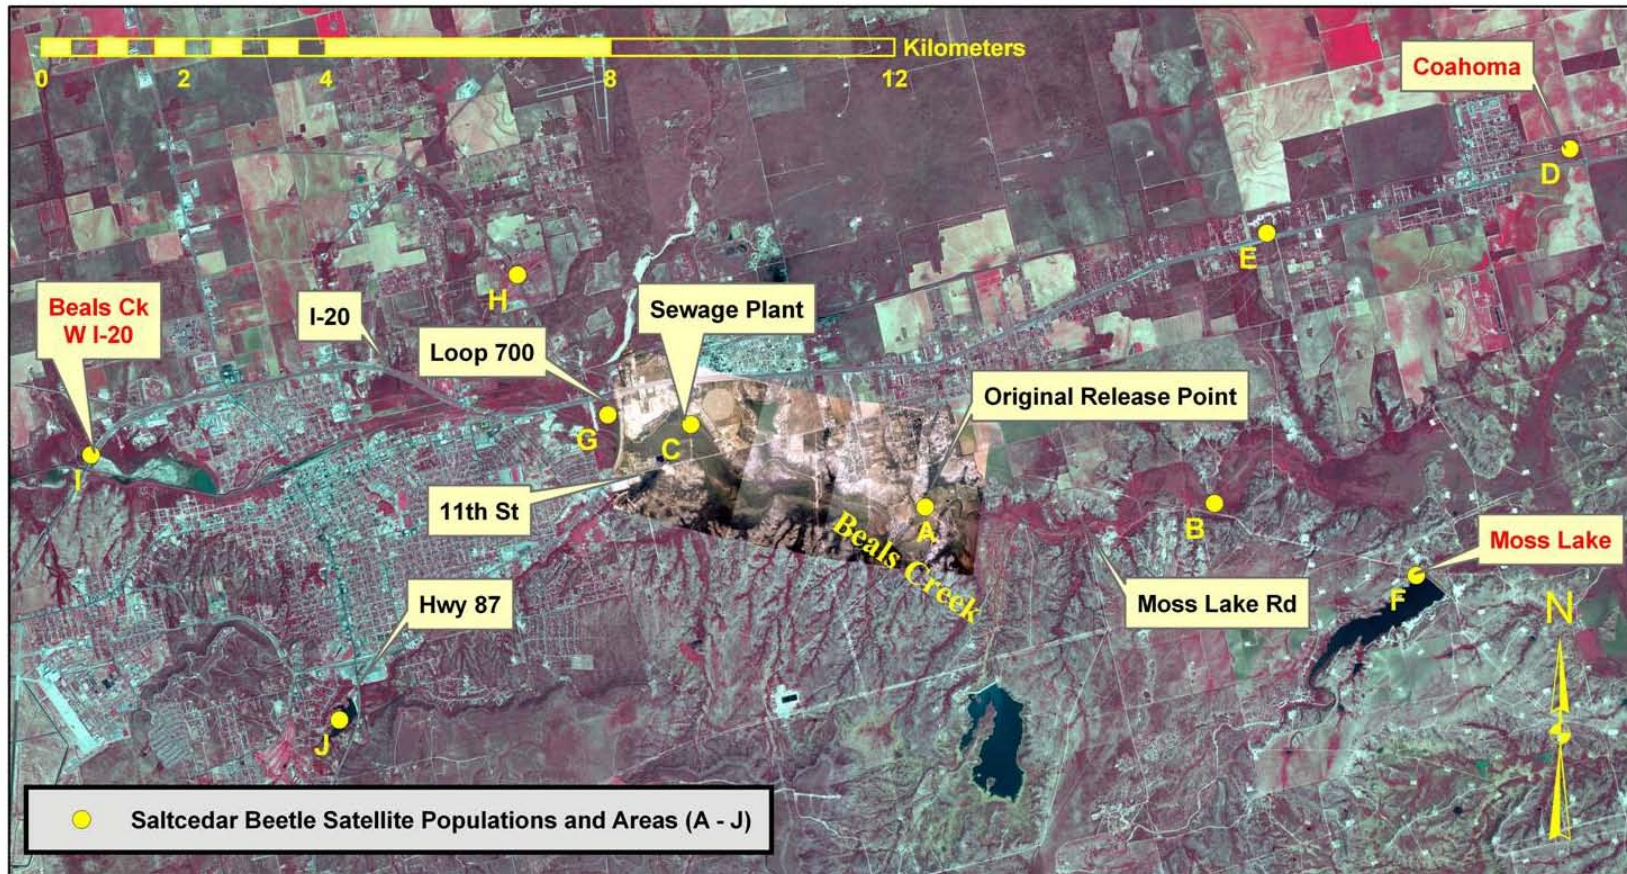 Kilometers
0 2 4 8 12
Coahoma
D
E
H
Beals Ck
W I-20
I-20
Sewage Plant
Loop 700
Original Release Point
G
C
I
11th St
A
B
Beals Creek
Moss Lake
F
Hwy 87
Moss Lake Rd
N
J
Saltcedar Beetle Satellite Populations and Areas (A - J)